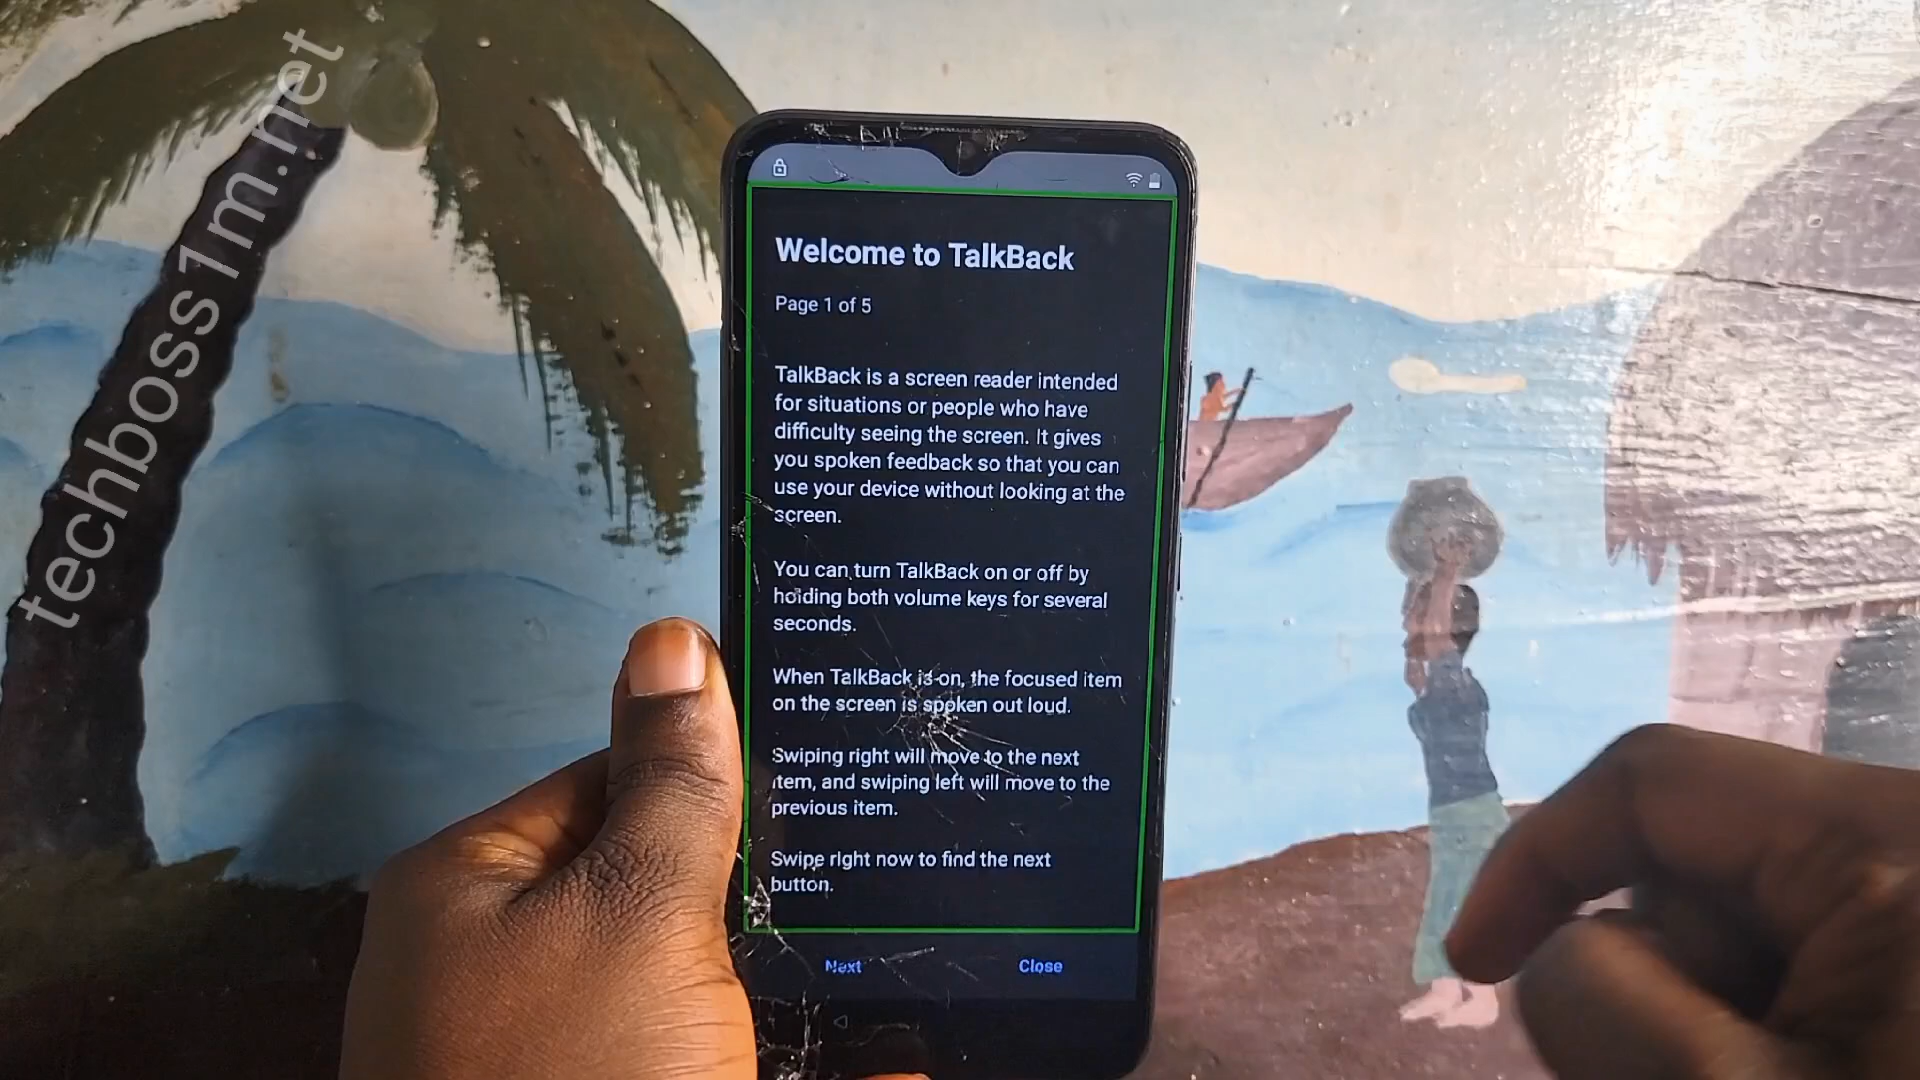 techboss1m.net
Welcome to TalkBack
Page 1 of 5
TalkBack is a screen reader intended
for situations or people who have
difficulty seeing the screen. It gives
you spoken feedback so that you can
use your device without looking at the
screen.
You can turn TalkBack on or off by
holding both volume keys for several
seconds.
When TalkBack is on, the focused item
on the screen is spoken out loud.
Swiping right will move to the next
item, and swiping left will move to the
previous item.
Swipe right now to find the next
button.
Next
Close